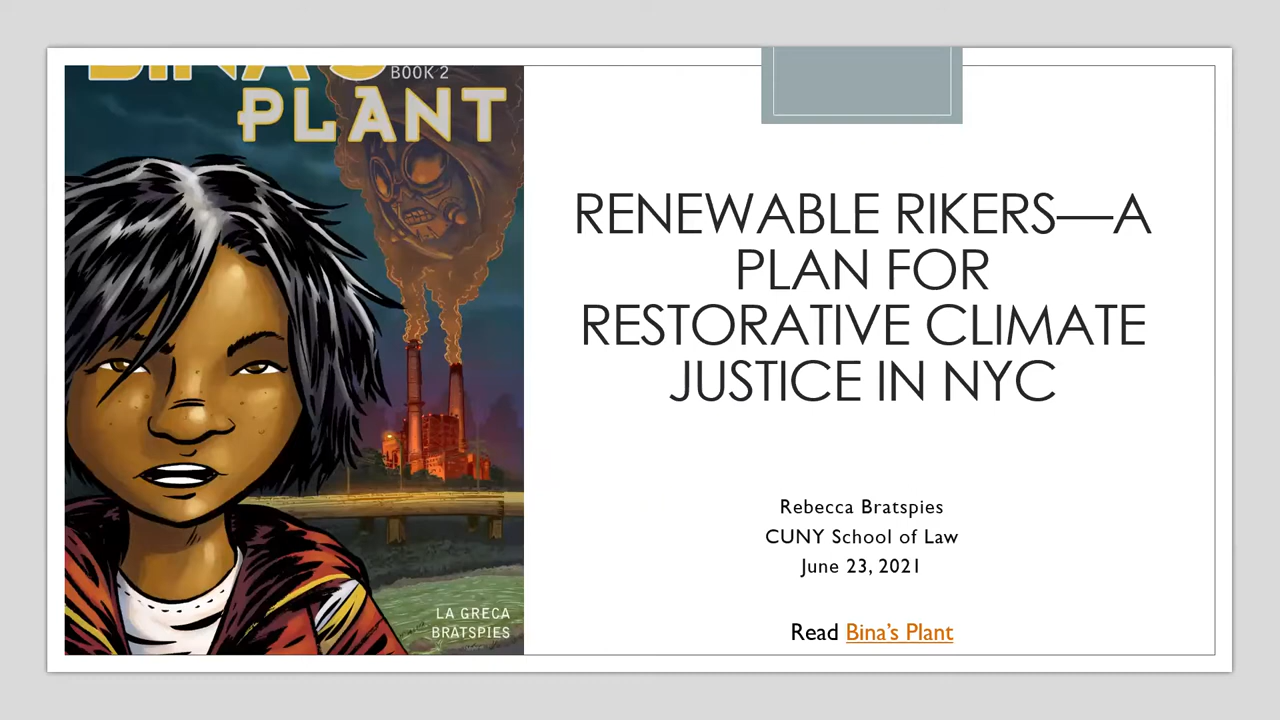 BINA'S
BOOK 2
PLANT
LA GRECA
BRATSPIES
RENEWABLE RIKERS—A
PLAN FOR
RESTORATIVE CLIMATE
JUSTICE IN NYC
Rebecca Bratspies
CUNY School of Law
June 23, 2021
Read Bina's Plant